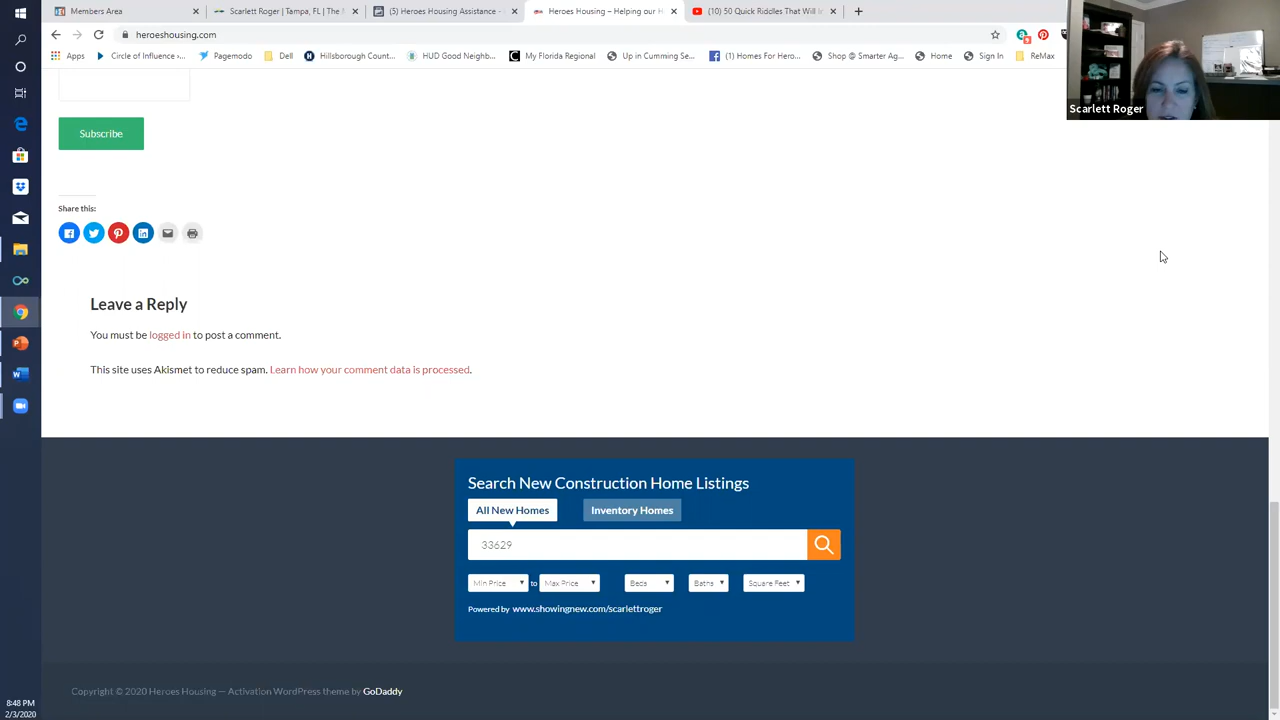 Members Area
Scarlett Roger | Tampa, FL | The
(5) Heroes Housing Assistance -
Heroes Housing – Helping our H
(10) 50 Quick Riddles That Will In
heroeshousing.com
Apps
Circle of Influence
Pagemodo
Dell
Hillsborough Count...
HUD Good Neighb...
My Florida Regional
Up in Cumming Se...
(1) Homes For Hero...
Shop @ Smarter Ag...
Home
Sign In
ReMax
Scarlett Roger
Subscribe
Share this:
Leave a Reply
You must be logged in to post a comment.
This site uses Akismet to reduce spam. Learn how your comment data is processed.
Search New Construction Home Listings
All New Homes
Inventory Homes
33629
Min Price
to
Max Price
Beds
Baths
Square Feet
Powered by www.showingnew.com/scarlettroger
Copyright © 2020 Heroes Housing — Activation WordPress theme by GoDaddy
8:48 PM
2/3/2020